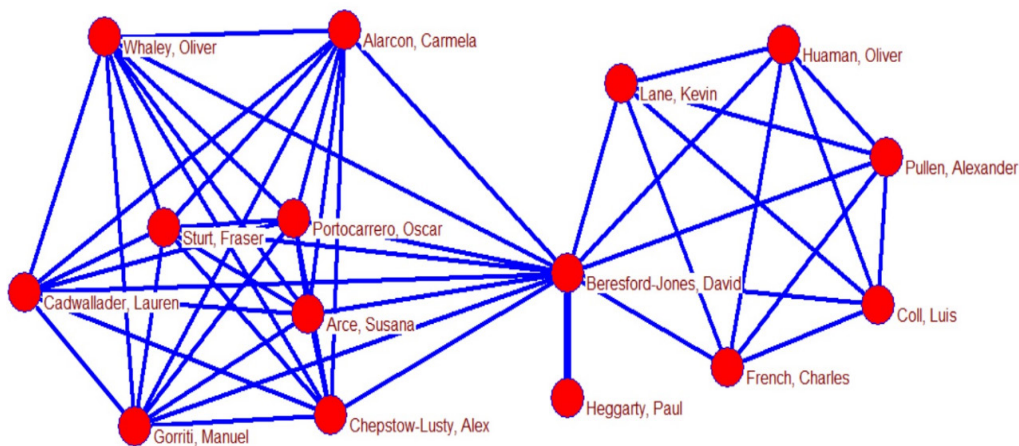 Whaley, Oliver
Alarcon, Carmela
Huaman, Oliver
Lane, Kevin
Pullen, Alexander
Sturt, Fraser
Portocarrero, Oscar
Cadwallader, Lauren
Beresford-Jones, David
Arce, Susana
Coll, Luis
French, Charles
Heggarty, Paul
Gorriti, Manuel
Chepstow-Lusty, Alex